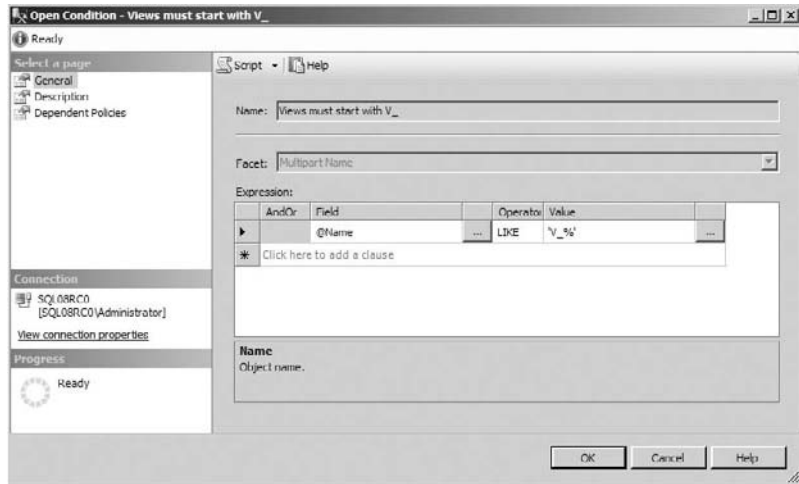 Open Condition - Views must start with V_
Ready
Select a page
General
Description
Dependent Policies
Script Help
Name: Views must start with V_
Facet: Multipart Name
Expression:
AndOr Field Operator Value
@Name ... LIKE 'V_%' ...
Click here to add a clause
Connection
SQL08RC0
[SQL08RC0\Administrator]
View connection properties
Progress
Ready
Name
Object name.
OK Cancel Help